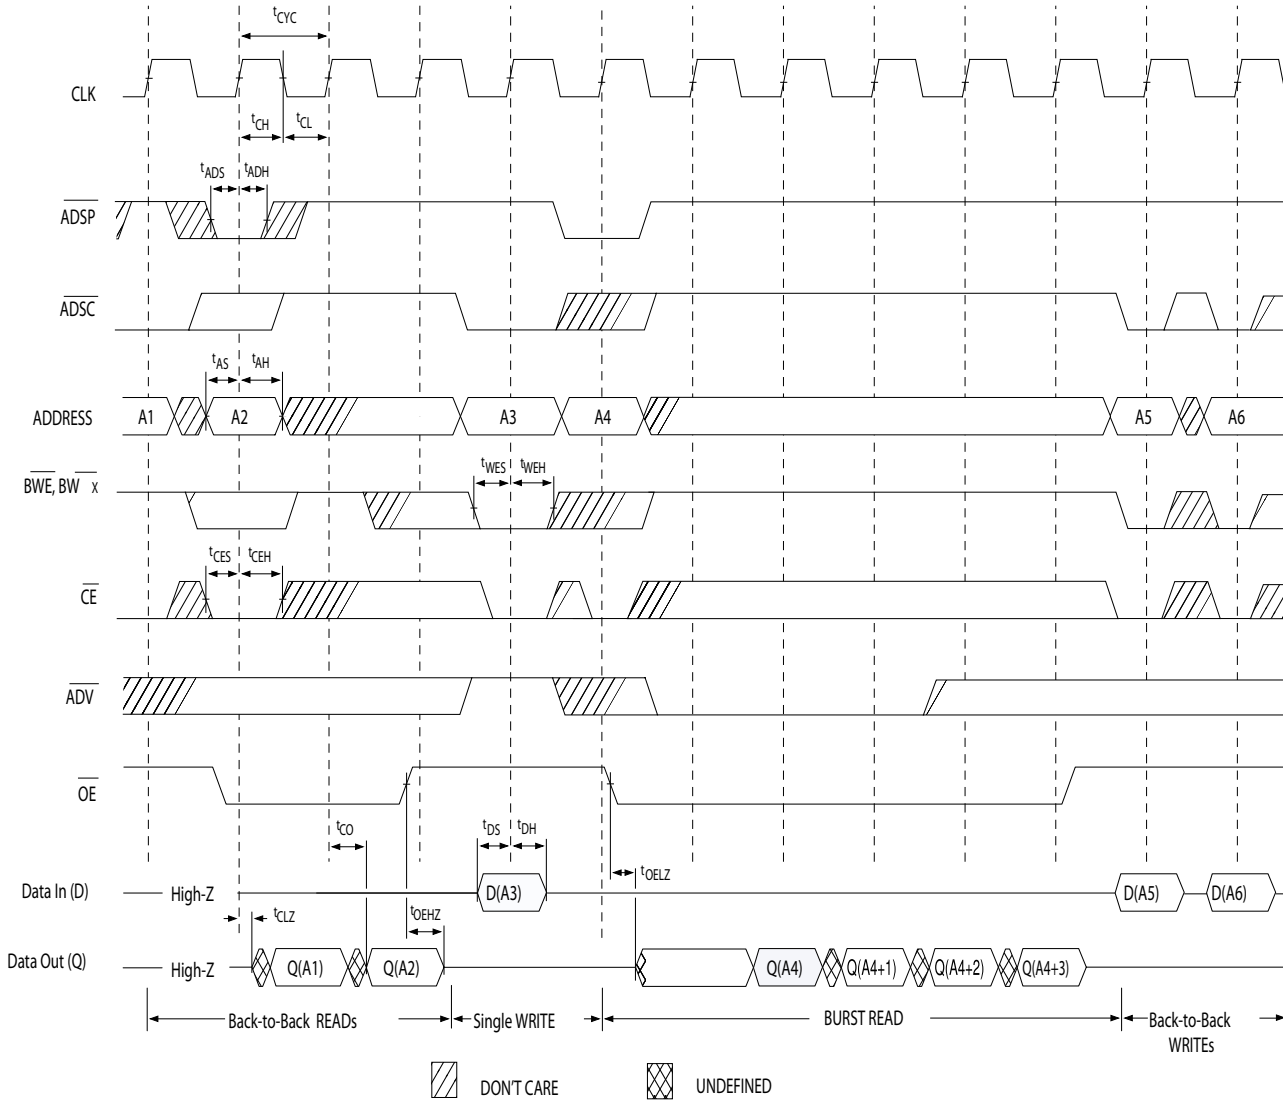 tCYC
CLK
tCH
tCL
tADS
tADH
ADSP
ADSC
tAS
tAH
ADDRESS
A1
A2
A3
A4
A5
A6
tWES
tWEH
BWE, BW X
tCES
tCEH
CE
ADV
OE
tCO
tDS
tDH
tOELZ
Data In (D)
High-Z
D(A3)
D(A5)
D(A6)
tCLZ
tOEHZ
Data Out (Q)
High-Z
Q(A1)
Q(A2)
Q(A4)
Q(A4+1)
Q(A4+2)
Q(A4+3)
Back-to-Back READs
Single WRITE
BURST READ
Back-to-Back
WRITEs
DON'T CARE
UNDEFINED